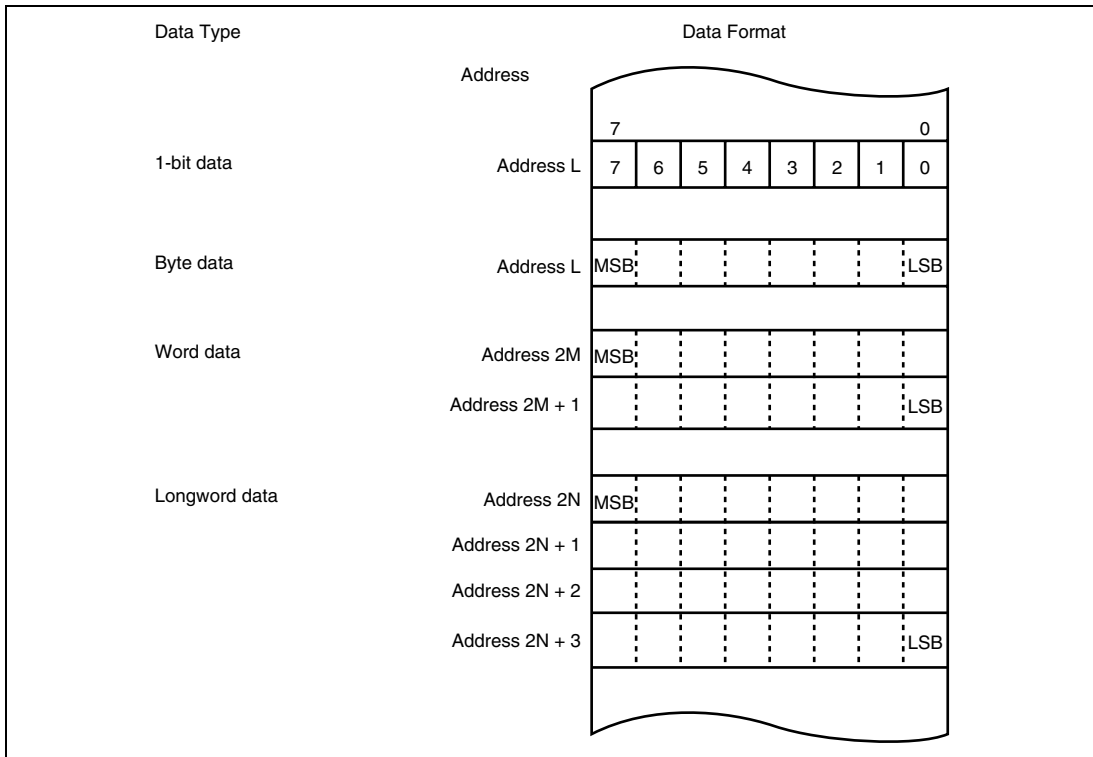 Data Type Data Format
Address
7 0
1-bit data Address L 7 6 5 4 3 2 1 0
Byte data Address L MSB LSB
Word data Address 2M MSB
Address 2M + 1 LSB
Longword data Address 2N MSB
Address 2N + 1
Address 2N + 2
Address 2N + 3 LSB